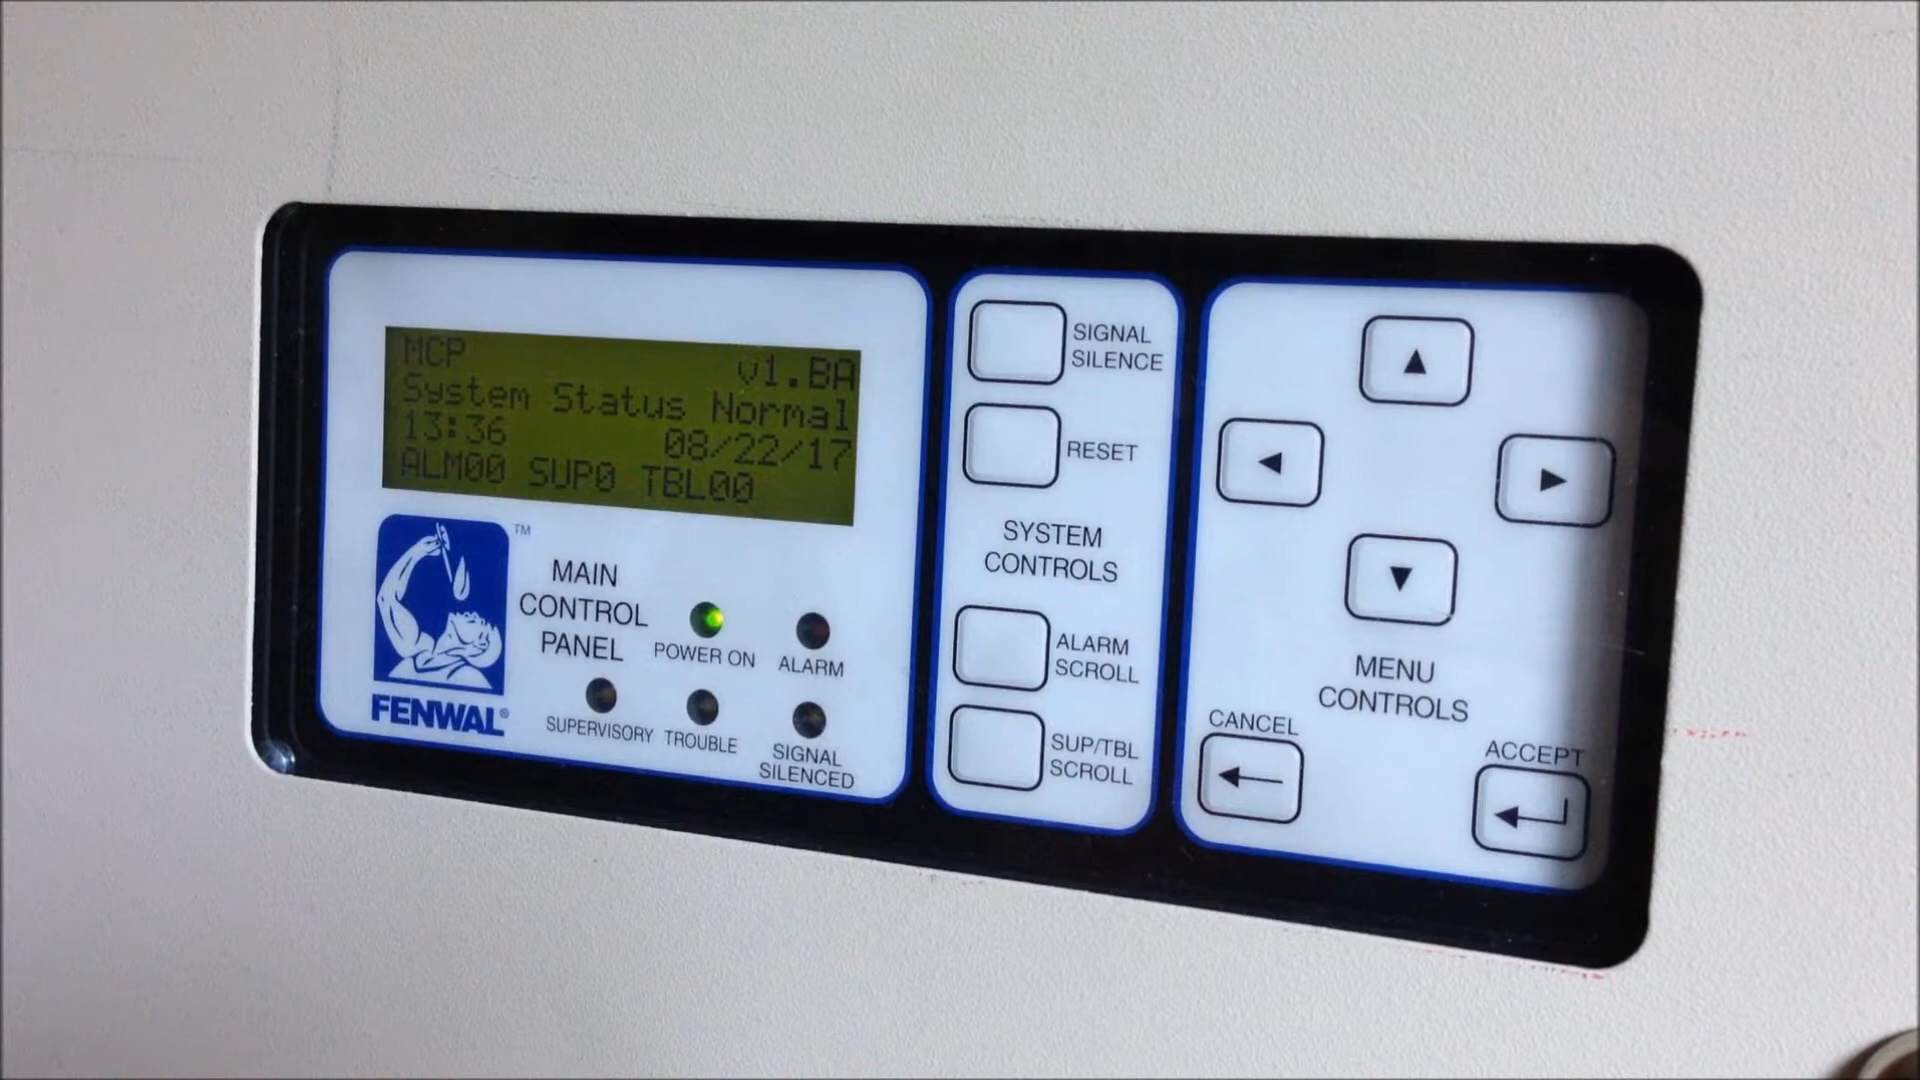 MCP v1.BA
System Status Normal
13:36 08/22/17
ALM00 SUP0 TBL00
TM
MAIN
CONTROL
PANEL
FENWAL®
POWER ON
ALARM
SUPERVISORY
TROUBLE
SIGNAL
SILENCED
SIGNAL
SILENCE
RESET
SYSTEM
CONTROLS
ALARM
SCROLL
SUP/TBL
SCROLL
MENU
CONTROLS
CANCEL
ACCEPT